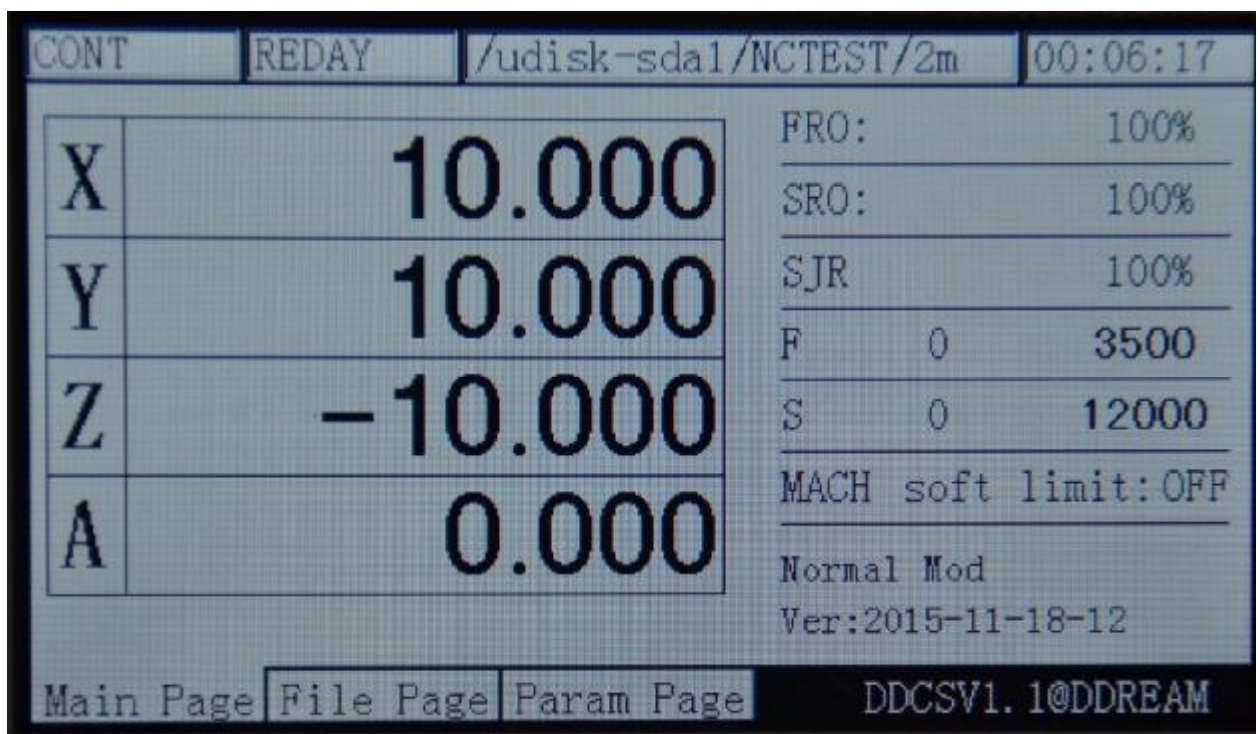 CONT REDAY /udisk-sda1/NCTEST/2m 00:06:17
X 10.000
Y 10.000
Z -10.000
A 0.000
FRO: 100%
SRO: 100%
SJR 100%
F 0 3500
S 0 12000
MACH soft limit:OFF
Normal Mod
Ver:2015-11-18-12
Main Page File Page Param Page DDCSV1.1@DDREAM